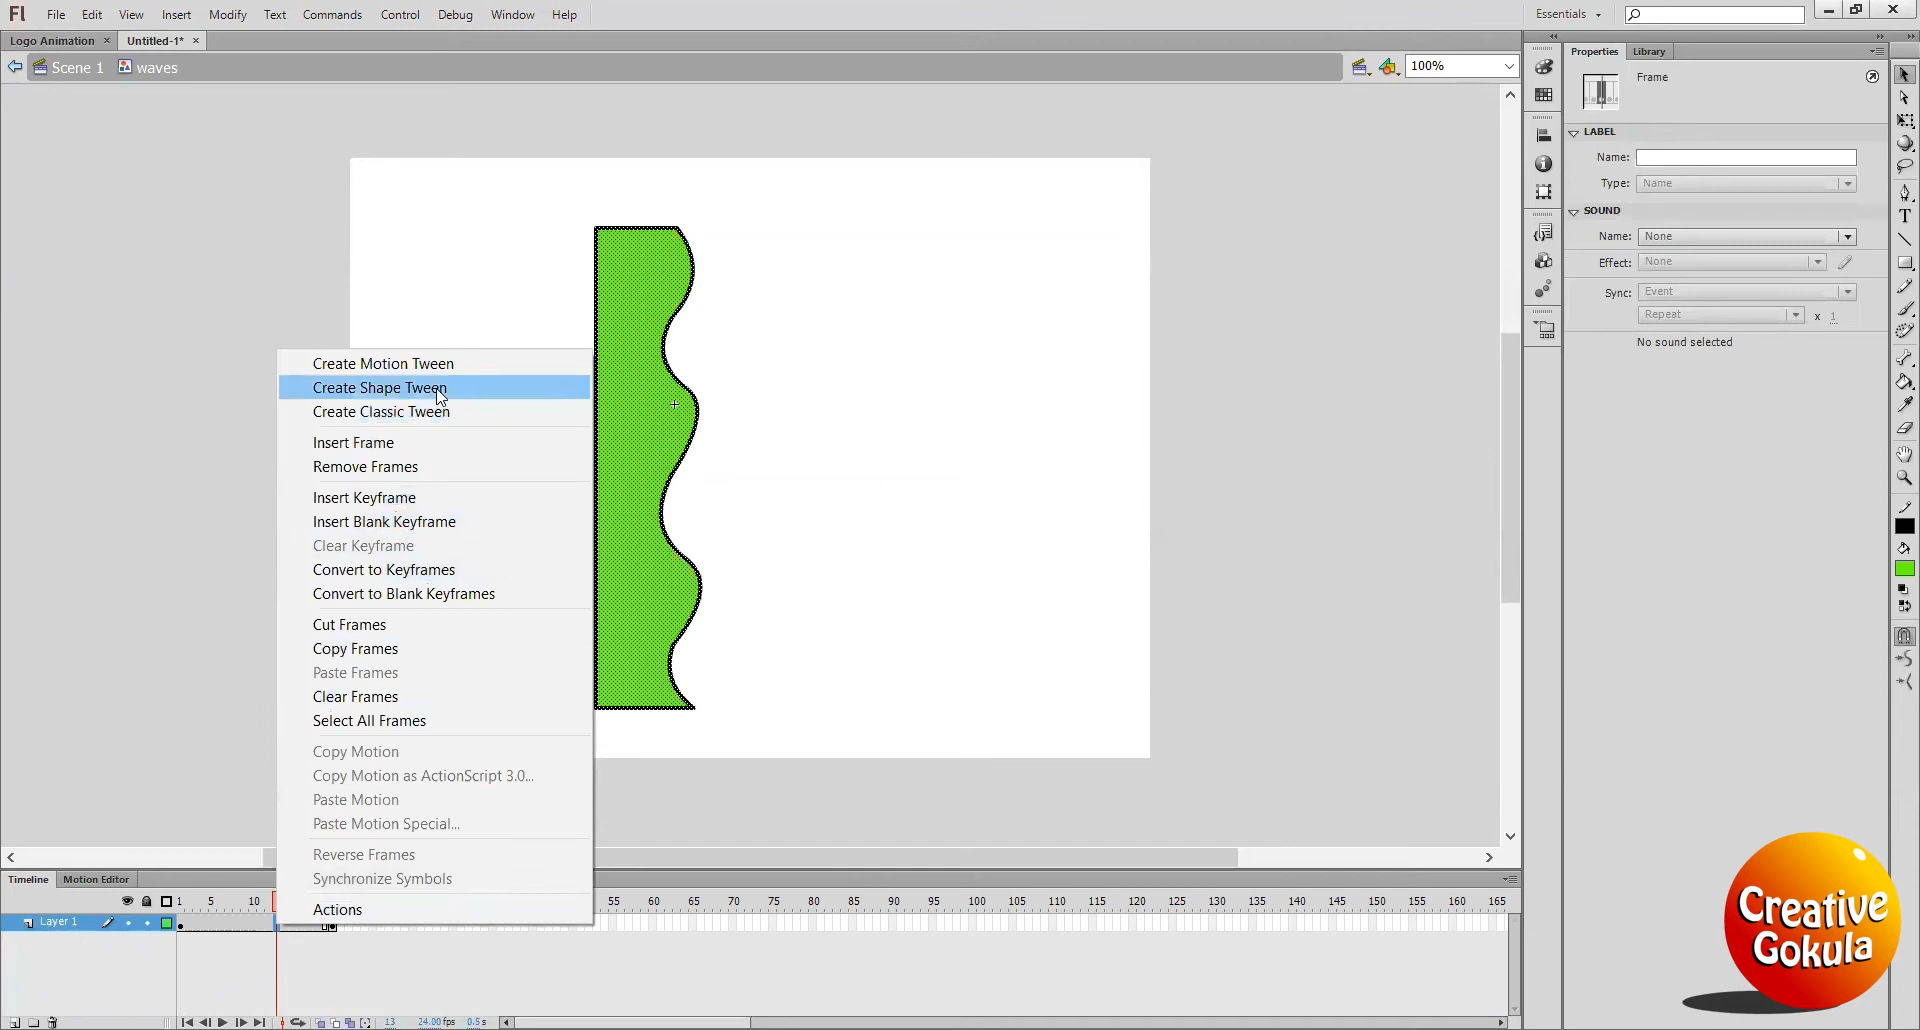 Fl File Edit View Insert Modify Text Commands Control Debug Window Help Essentials
Logo Animation × Untitled-1* ×
Scene 1 waves 100%
Properties Library
Frame
LABEL
Name:
Type: Name
SOUND
Name: None
Effect: None
Sync: Event
Repeat x 1
No sound selected
Create Motion Tween
Create Shape Tween
Create Classic Tween
Insert Frame
Remove Frames
Insert Keyframe
Insert Blank Keyframe
Clear Keyframe
Convert to Keyframes
Convert to Blank Keyframes
Cut Frames
Copy Frames
Paste Frames
Clear Frames
Select All Frames
Copy Motion
Copy Motion as ActionScript 3.0...
Paste Motion
Paste Motion Special...
Reverse Frames
Synchronize Symbols
Actions
Timeline Motion Editor
1 5 10 55 60 65 70 75 80 85 90 95 100 105 110 115 120 125 130 135 140 145 150 155 160 165
Layer 1
13 24.00 fps 0.5 s
Creative
Gokula